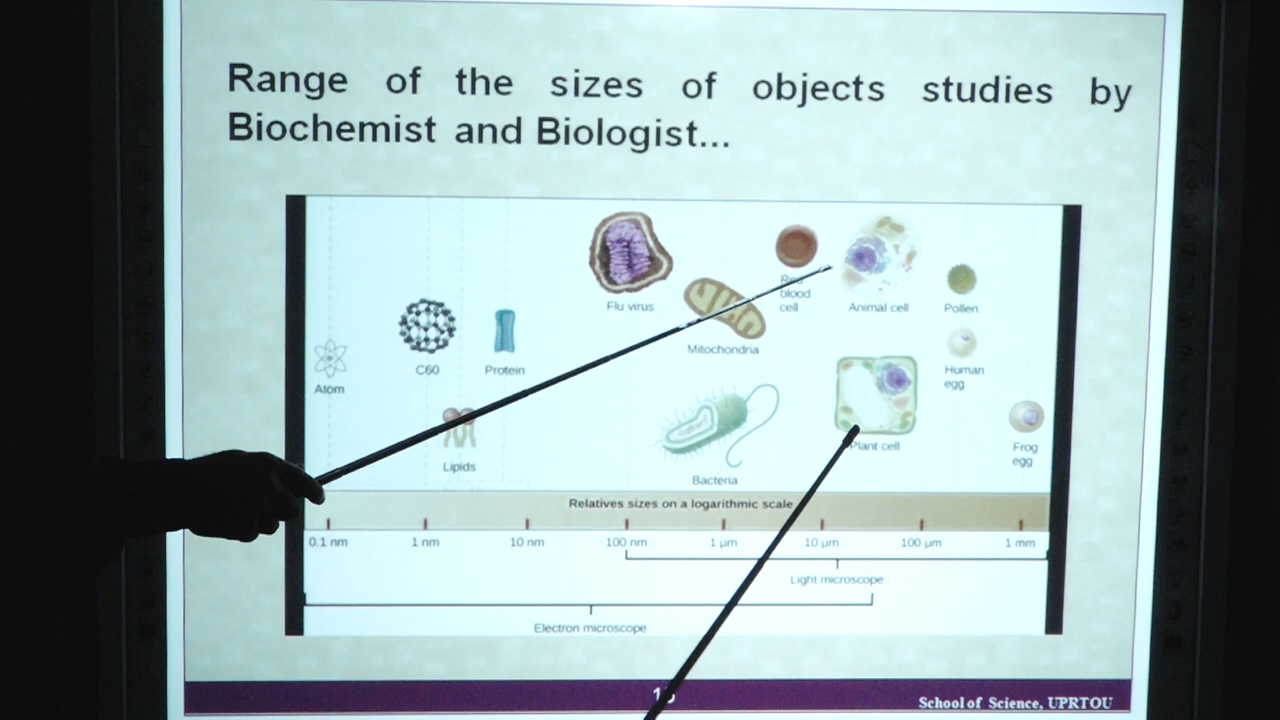 Range of the sizes of objects studies by
Biochemist and Biologist...
Flu virus
Red
blood
cell
Animal cell
Pollen
Mitochondria
Atom
C60
Protein
Human
egg
Lipids
Bacteria
Plant cell
Frog
egg
Relatives sizes on a logarithmic scale
0.1 nm 1 nm 10 nm 100 nm 1 µm 10 µm 100 µm 1 mm
Light microscope
Electron microscope
School of Science, UPRTOU